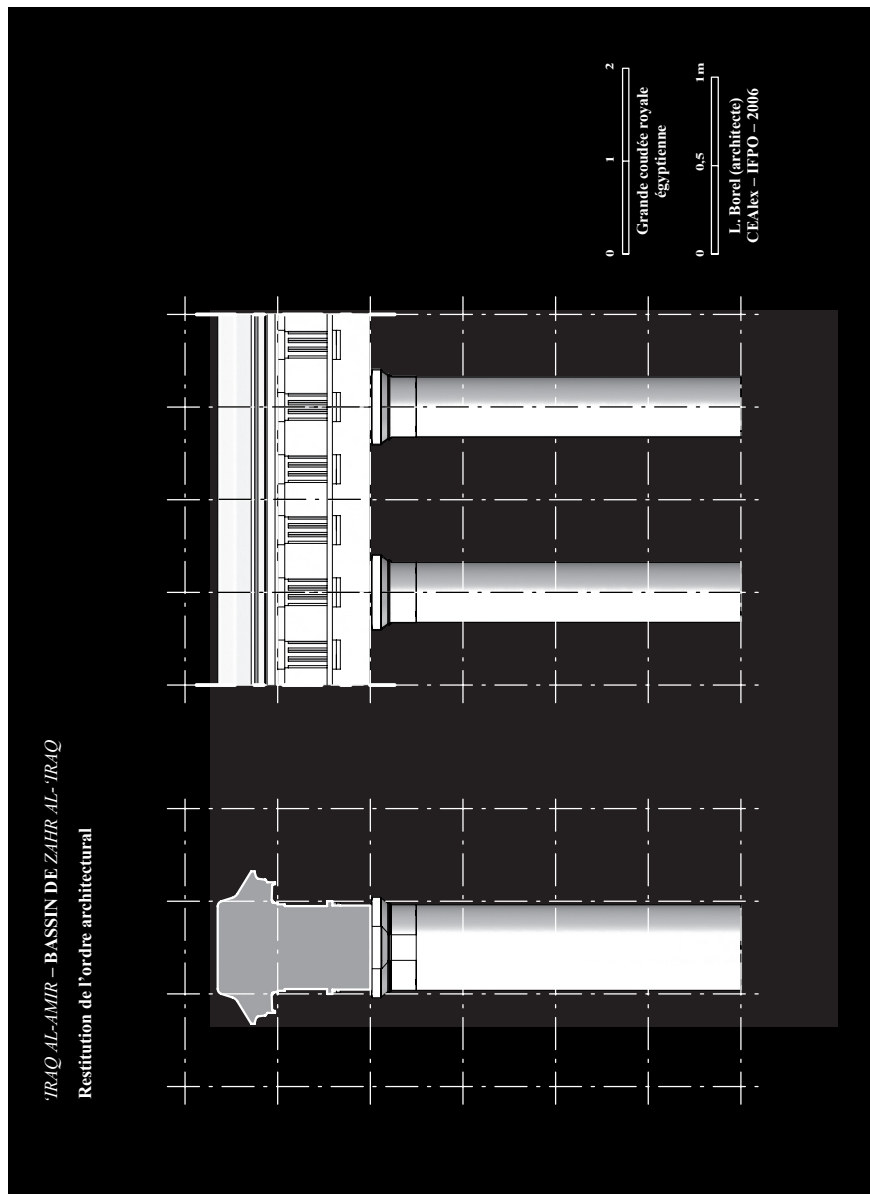 ‘IRAQ AL-AMIR – BASSIN DE ZAHR AL-‘IRAQ
Restitution de l’ordre architectural
0 1 2
Grande coudée royale
égyptienne
0 0,5 1m
L. Borel (architecte)
CEAlex – IFPO – 2006